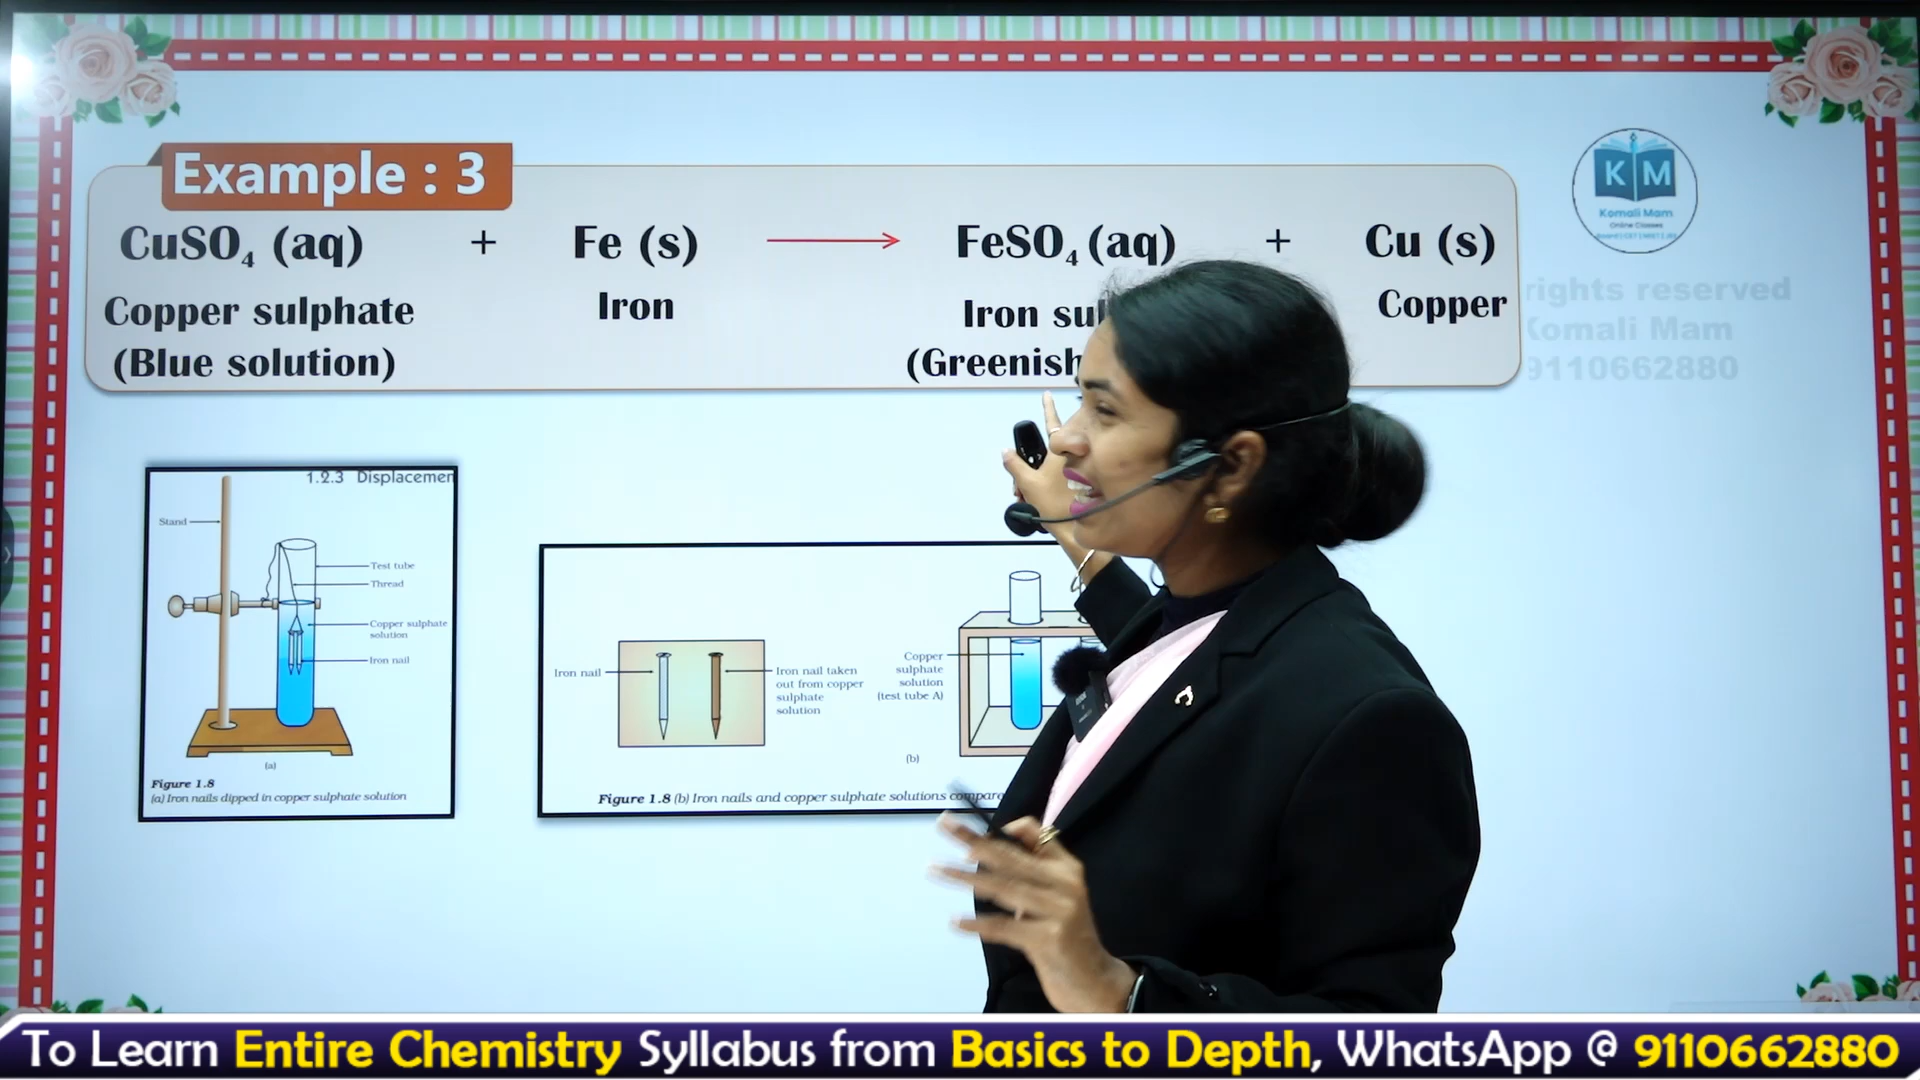 Example : 3
CuSO₄ (aq) + Fe (s) → FeSO₄ (aq) + Cu (s)
Copper sulphate Iron Iron Copper
(Blue solution) (Greenish
K M
Komali Mam
Online Classes
rights reserved
Komali Mam
9110662880
1.2.3 Displacemen
Stand
Test tube
Thread
Copper sulphate
solution
Iron nail
(a)
Figure 1.8
(a) Iron nails dipped in copper sulphate solution
Iron nail
Iron nail taken
out from copper
sulphate
solution
Copper
sulphate
solution
(test tube A)
(b)
Figure 1.8 (b) Iron nails and copper sulphate solutions
To Learn Entire Chemistry Syllabus from Basics to Depth, WhatsApp @ 9110662880